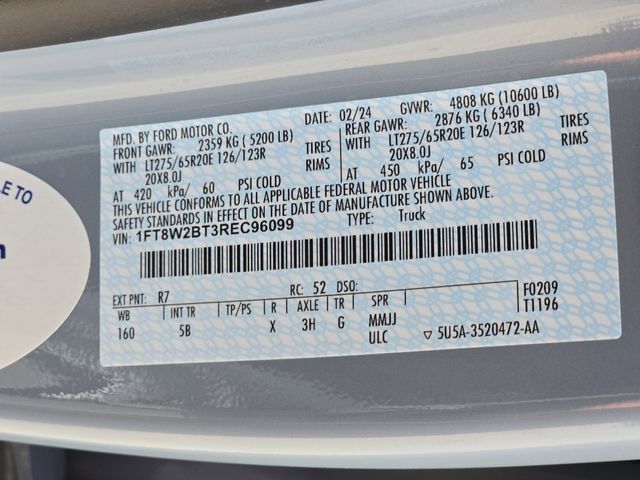 LE TO
MFD. BY FORD MOTOR CO.
DATE: 02/24 GVWR: 4808 KG (10600 LB)
FRONT GAWR: 2359 KG ( 5200 LB)
REAR GAWR: 2876 KG ( 6340 LB)
WITH LT275/65R20E 126/123R TIRES
WITH LT275/65R20E 126/123R TIRES
20X8.0J RIMS
20X8.0J RIMS
AT 420 kPa/ 60 PSI COLD
AT 450 kPa/ 65 PSI COLD
THIS VEHICLE CONFORMS TO ALL APPLICABLE FEDERAL MOTOR VEHICLE
SAFETY STANDARDS IN EFFECT ON THE DATE OF MANUFACTURE SHOWN ABOVE.
VIN: 1FT8W2BT3REC96099 TYPE: Truck
EXT PNT: R7 RC: 52 DSO: F0209
WB INT TR TP/PS R AXLE TR SPR T1196
160 5B X 3H G MMJJ
ULC ▽ 5U5A-3520472-AA